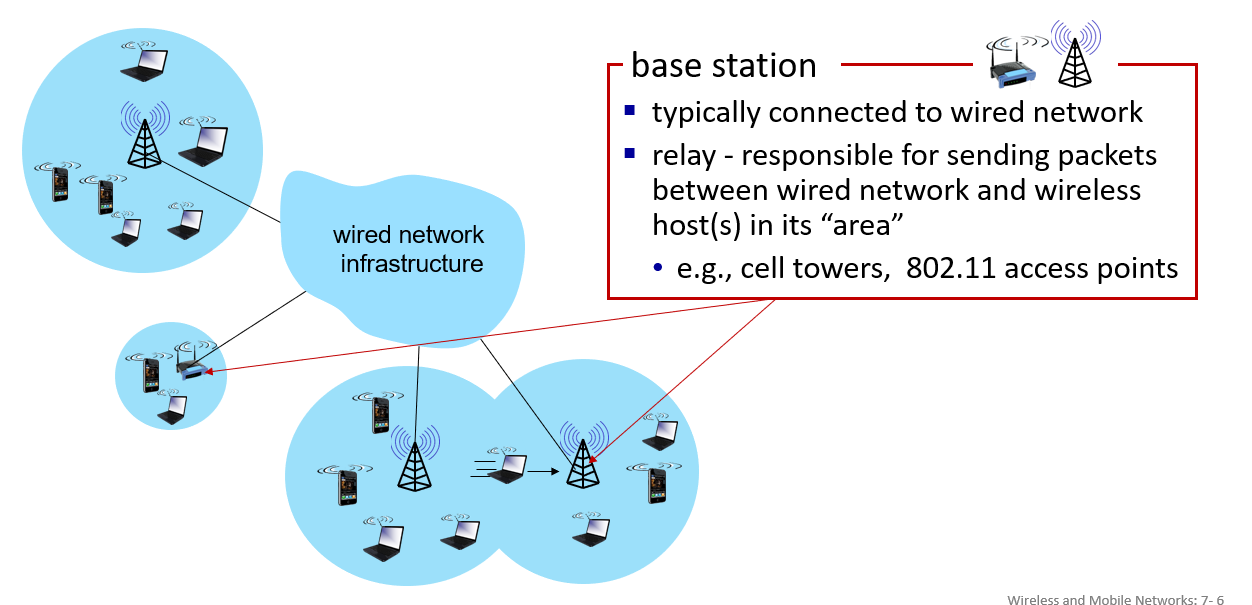 base station
▪ typically connected to wired network
▪ relay - responsible for sending packets
between wired network and wireless
host(s) in its “area”
• e.g., cell towers, 802.11 access points
wired network
infrastructure
Wireless and Mobile Networks: 7- 6